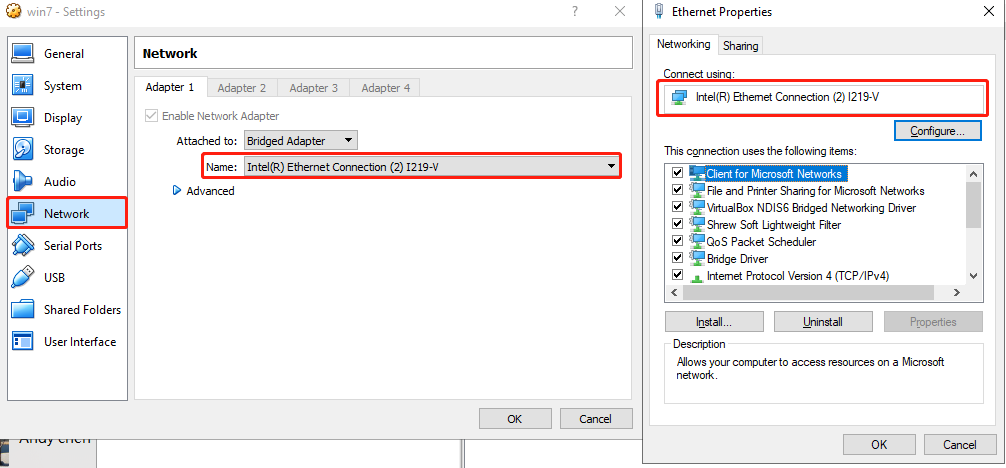 win7 - Settings
?
General
System
Display
Storage
Audio
Network
Serial Ports
USB
Shared Folders
User Interface
Network
Adapter 1
Adapter 2
Adapter 3
Adapter 4
Enable Network Adapter
Attached to: Bridged Adapter
Name: Intel(R) Ethernet Connection (2) I219-V
Advanced
OK
Cancel
Ethernet Properties
Networking
Sharing
Connect using:
Intel(R) Ethernet Connection (2) I219-V
Configure...
This connection uses the following items:
Client for Microsoft Networks
File and Printer Sharing for Microsoft Networks
VirtualBox NDIS6 Bridged Networking Driver
Shrew Soft Lightweight Filter
QoS Packet Scheduler
Bridge Driver
Internet Protocol Version 4 (TCP/IPv4)
Install...
Uninstall
Properties
Description
Allows your computer to access resources on a Microsoft
network.
OK
Cancel